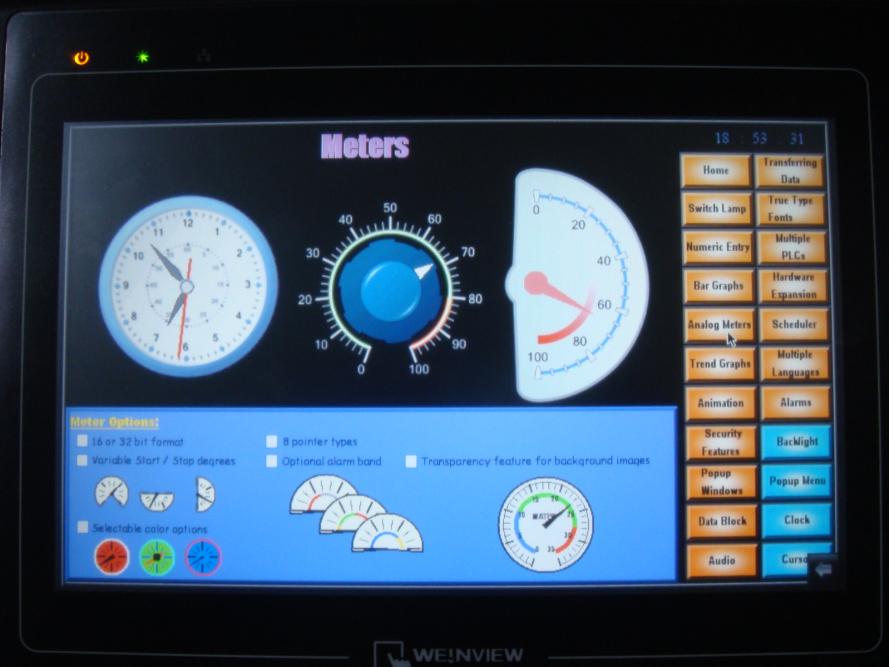 Meters
18 : 53 : 31
Home
Transferring
Data
Switch Lamp
True Type
Fonts
Numeric Entry
Multiple
PLCs
Bar Graphs
Hardware
Expansion
Analog Meters
Scheduler
Trend Graphs
Multiple
Languages
Animation
Alarms
Security
Features
Backlight
Popup
Windows
Popup Menu
Data Block
Clock
Audio
Curso
12
1
2
3
4
5
6
7
8
9
10
11
0
10
20
30
40
50
60
70
80
90
100
0
20
40
60
80
100
Meter Options:
16 or 32 bit format
8 pointer types
Variable Start / Stop degrees
Optional alarm band
Transparency feature for background images
Selectable color options
WE!NVIEW